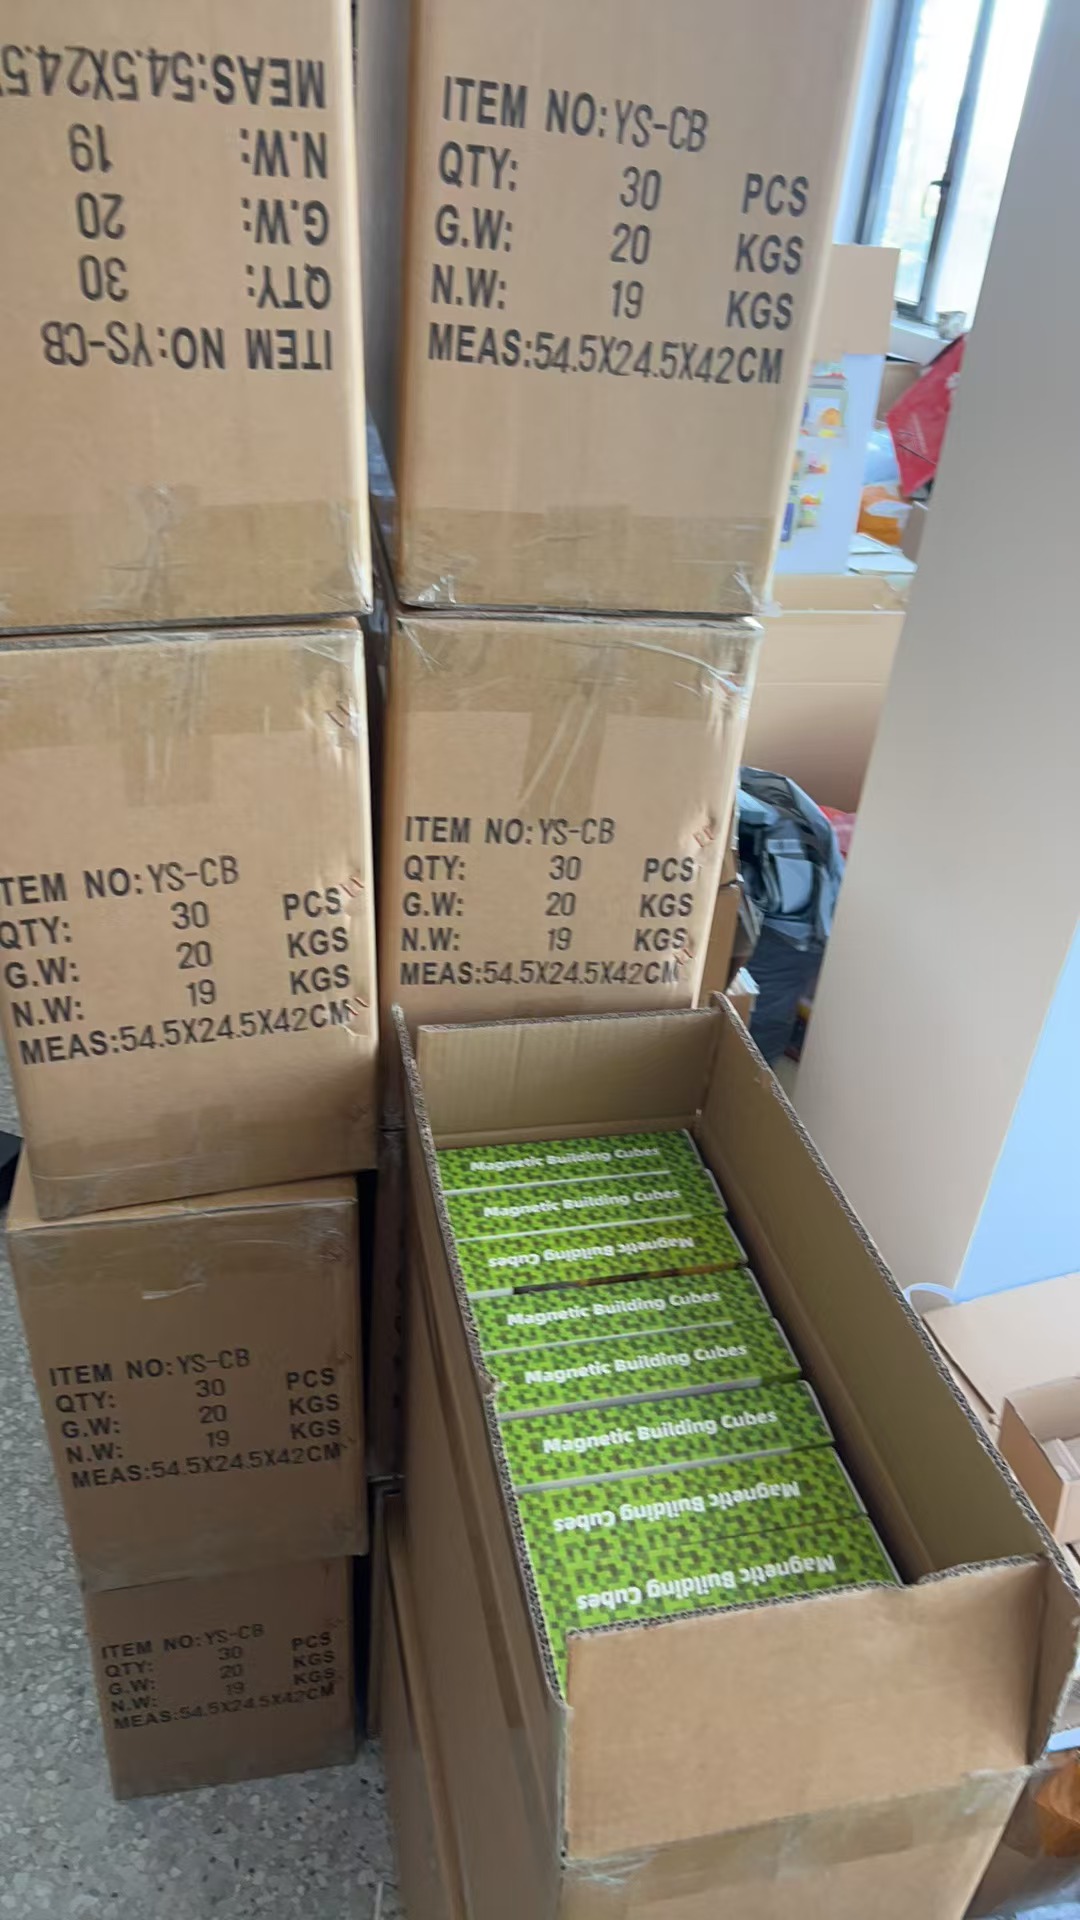 MEAS:54.5X24.5
N.W: 19
G.W: 20
QTY: 30
ITEM NO:YS-CB
ITEM NO:YS-CB
QTY: 30 PCS
G.W: 20 KGS
N.W: 19 KGS
MEAS:54.5X24.5X42CM
TEM NO:YS-CB
QTY: 30 PCS
G.W: 20 KGS
N.W: 19 KGS
MEAS:54.5X24.5X42CM
ITEM NO:YS-CB
QTY: 30 PCS
G.W: 20 KGS
N.W: 19 KGS
MEAS:54.5X24.5X42CM
ITEM NO:YS-CB
QTY: 30 PCS
G.W: 20 KGS
N.W: 19 KGS
MEAS:54.5X24.5X42CM
ITEM NO:YS-CB
QTY: 30 PCS
G.W: 20 KGS
N.W: 19 KGS
MEAS:54.5X24.5X42CM
Magnetic Building Cubes
Magnetic Building Cubes
Magnetic Building Cubes
Magnetic Building Cubes
Magnetic Building Cubes
Magnetic Building Cubes
Magnetic Building Cubes
Magnetic Building Cubes